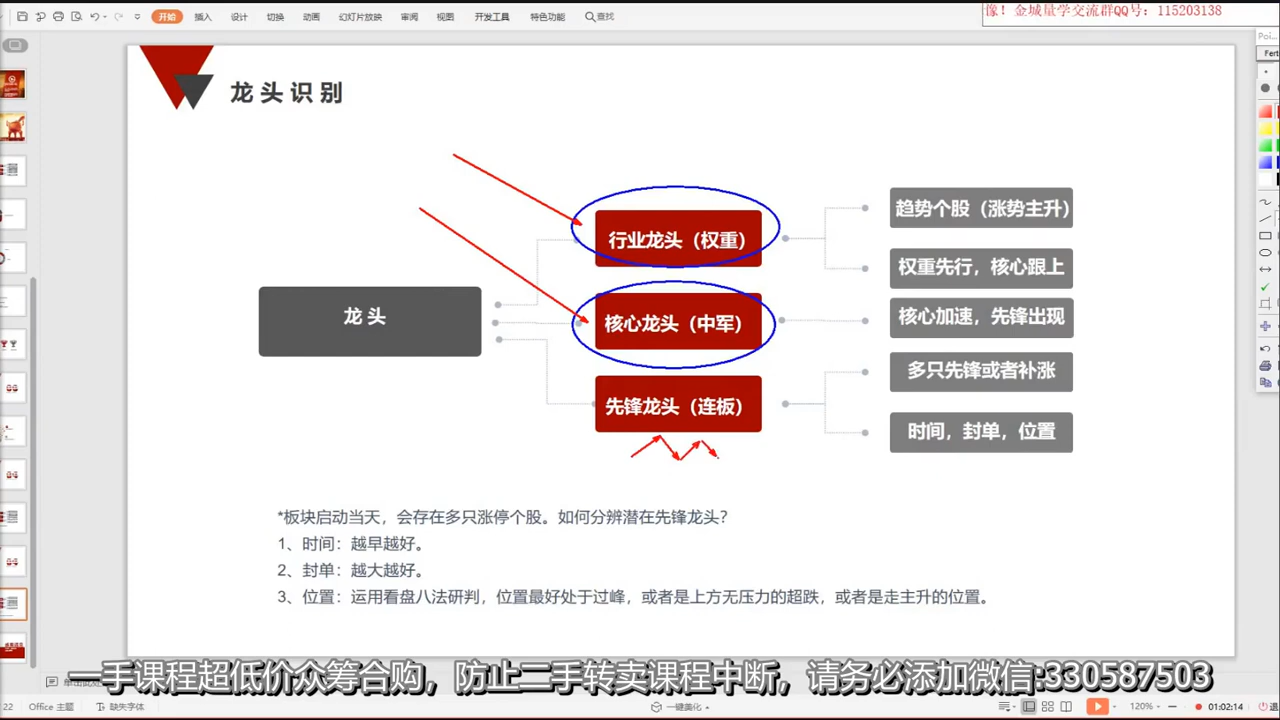 像！金城量学交流群QQ号：115203138
开始 插入 设计 切换 动画 幻灯片放映 审阅 视图 开发工具 特色功能 查找
Poi...
Fert
龙头识别
趋势个股（涨势主升）
行业龙头（权重）
权重先行，核心跟上
龙头
核心龙头（中军）
核心加速，先锋出现
多只先锋或者补涨
先锋龙头（连板）
时间，封单，位置
*板块启动当天，会存在多只涨停个股。如何分辨潜在先锋龙头？
1、时间：越早越好。
2、封单：越大越好。
3、位置：运用看盘八法研判，位置最好处于过峰，或者是上方无压力的超跌，或者是走主升的位置。
一手课程超低价众筹合购，防止二手转卖课程中断，请务必添加微信:330587503
22 Office 主题 缺失字体 一键美化 120% 01:02:14